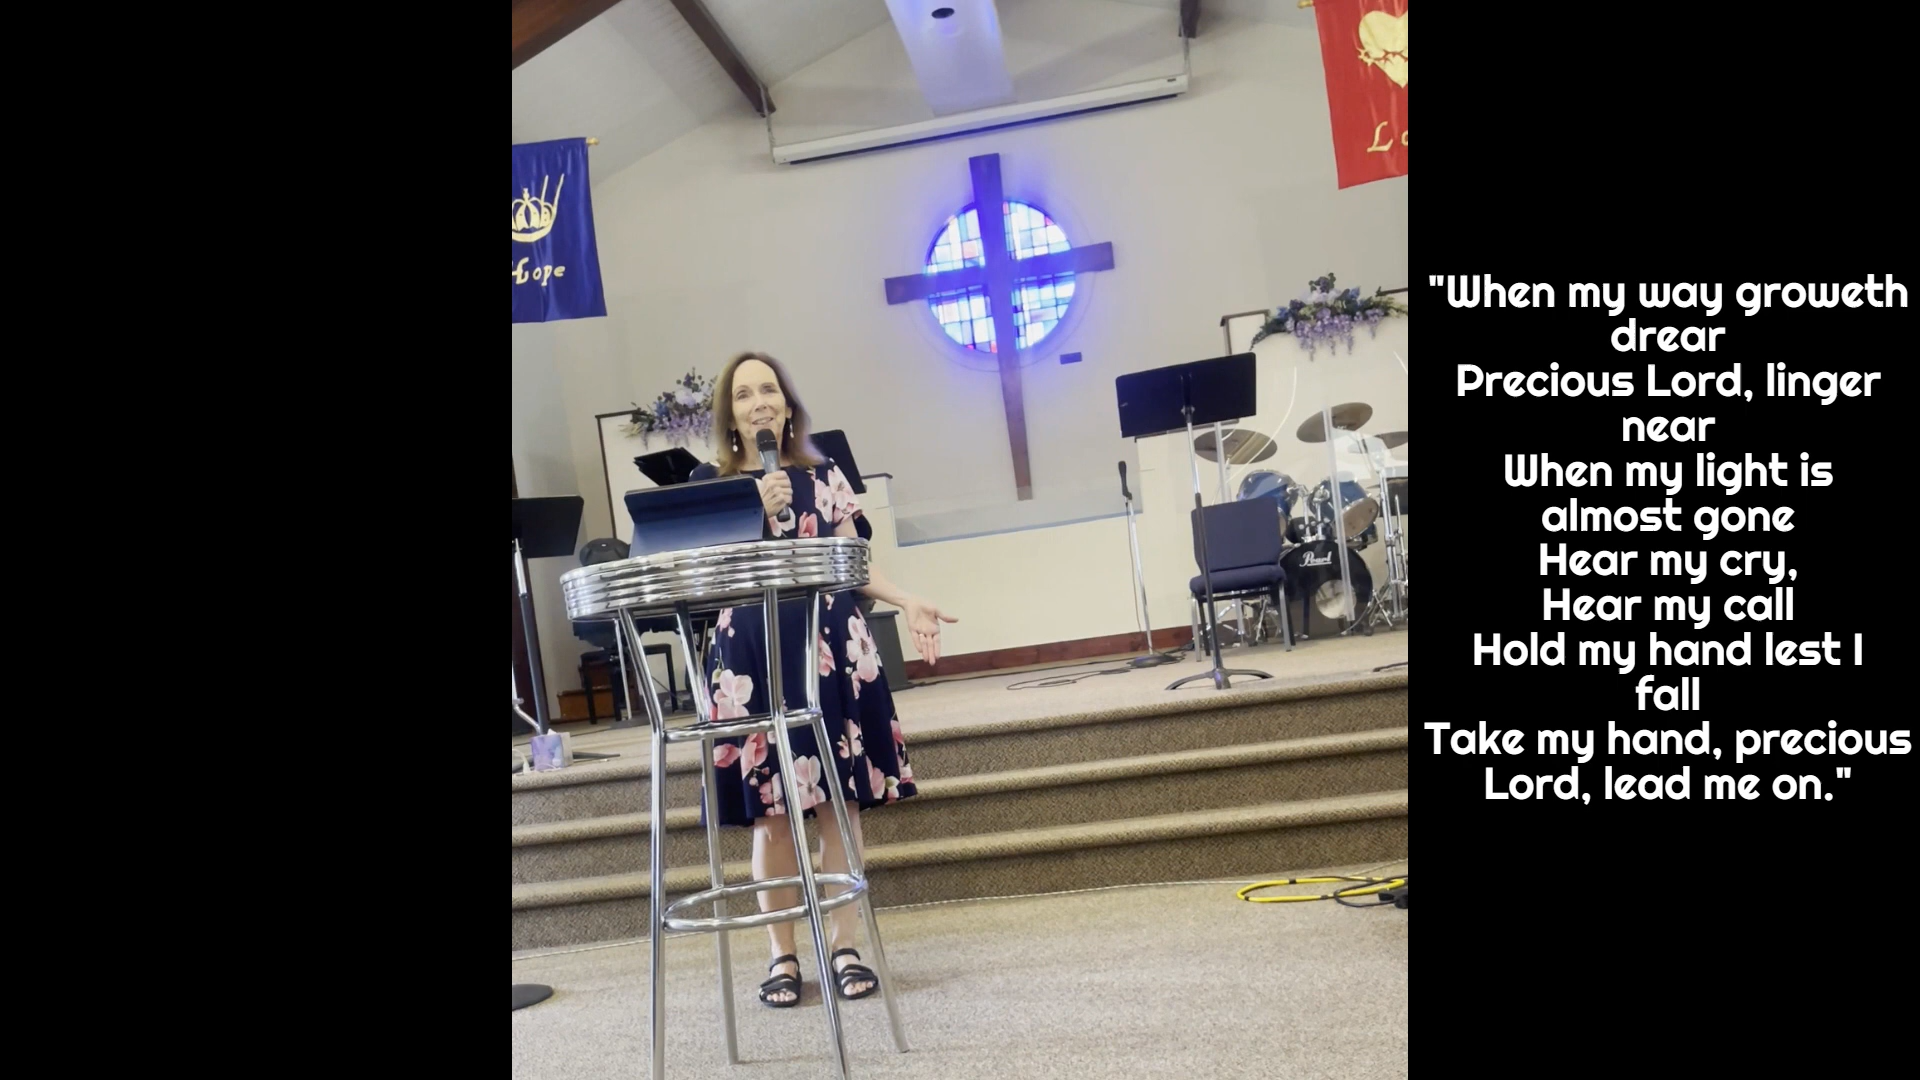 Hope
"When my way groweth
drear
Precious Lord, linger
near
When my light is
almost gone
Hear my cry,
Hear my call
Hold my hand lest I
fall
Take my hand, precious
Lord, lead me on."
Pearl